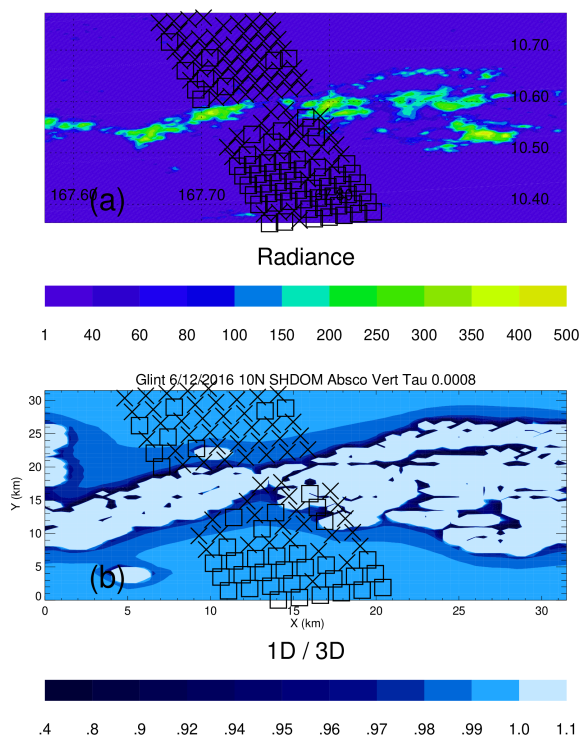 10.70
10.60
10.50
167.60
(a)
167.70
10.40
Radiance
1 40 60 80 100 150 200 250 300 350 400 500
Glint 6/12/2016 10N SHDOM Absco Vert Tau 0.0008
30
25
20
Y (km)
15
10
5
(b)
0
0 5 10 15 20 25 30
X (km)
1D / 3D
.4 .8 .9 .92 .94 .95 .96 .97 .98 .99 1.0 1.1